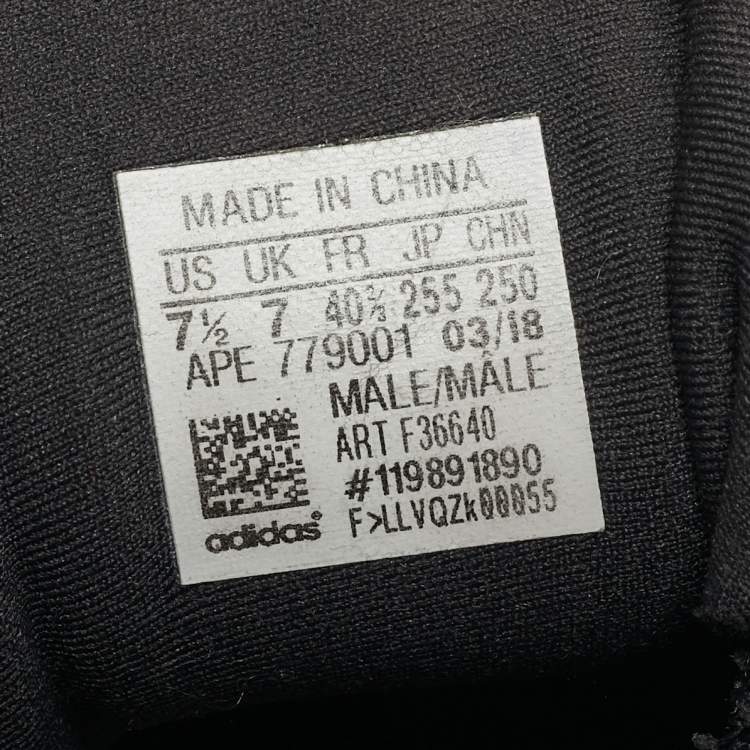 MADE IN CHINA
US UK FR JP CHN
7½ 7 40⅔ 255 250
APE 779001 03/18
MALE/MÂLE
ART F36640
#119891890
F>LLVQZk00055
adidas®